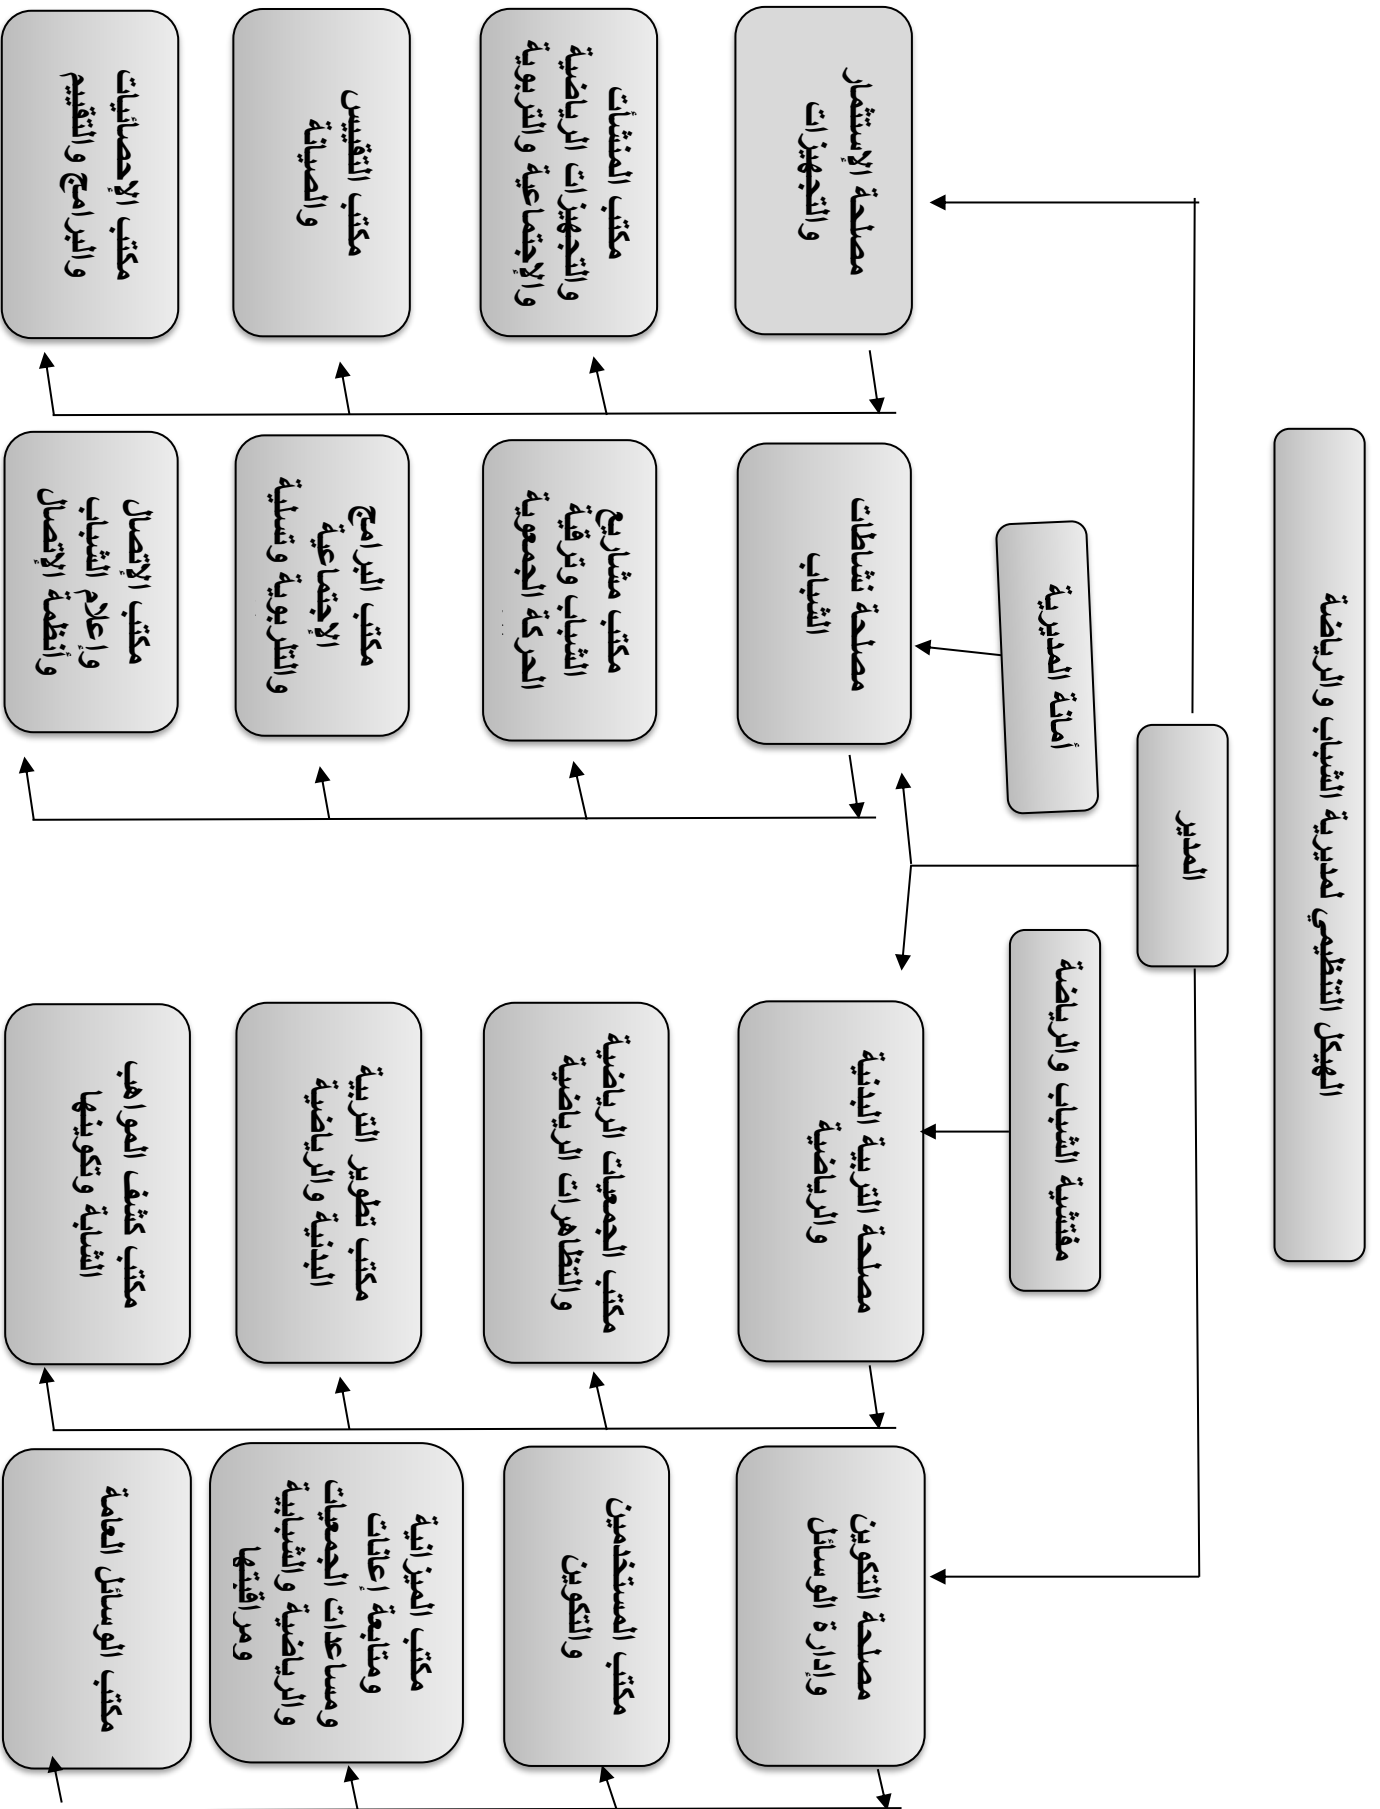 الهيكل التنظيمي لمديرية الشباب والرياضة
المدير
مفتشية الشباب والرياضة
أمانة المديرية
مصلحة التكوين
وإدارة الوسائل
مصلحة التربية البدنية
والرياضية
مصلحة نشاطات
الشباب
مصلحة الإستثمار
والتجهيزات
مكتب المستخدمين
والتكوين
مكتب الجمعيات الرياضية
والتظاهرات الرياضية
مكتب مشاريع
الشباب وترقية
الحركة الجمعوية
مكتب المنشأت
والتجهيزات الرياضية
والإجتماعية والتربوية
مكتب الميزانية
ومتابعة إعانات
ومساعدات الجمعيات
والرياضية والشبابية
ومراقبتها
مكتب تطوير التربية
البدنية والرياضية
مكتب البرامج
الإجتماعية
والتلربوية وتسلية
مكتب التقييس
والصيانة
مكتب الوسائل العامة
مكتب كشف المواهب
الشابة وتكوينها
مكتب الإتصال
وإعلام الشباب
وأنظمة الإتصال
مكتب الإحصائيات
والبرامج والتقييم